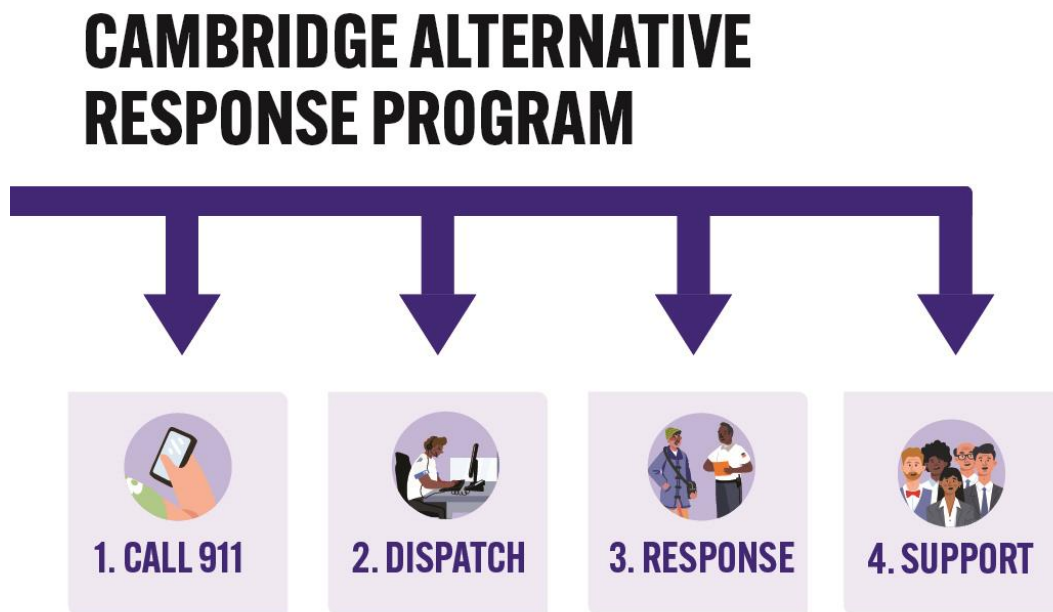 CAMBRIDGE ALTERNATIVE
RESPONSE PROGRAM
1. CALL 911
2. DISPATCH
3. RESPONSE
4. SUPPORT